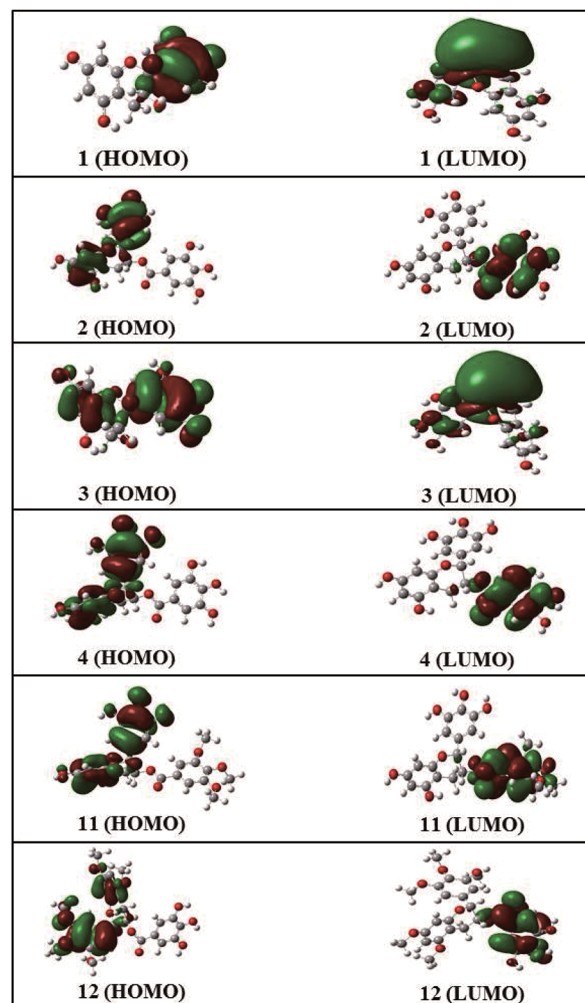 1 (HOMO) 1 (LUMO)
2 (HOMO) 2 (LUMO)
3 (HOMO) 3 (LUMO)
4 (HOMO) 4 (LUMO)
11 (HOMO) 11 (LUMO)
12 (HOMO) 12 (LUMO)